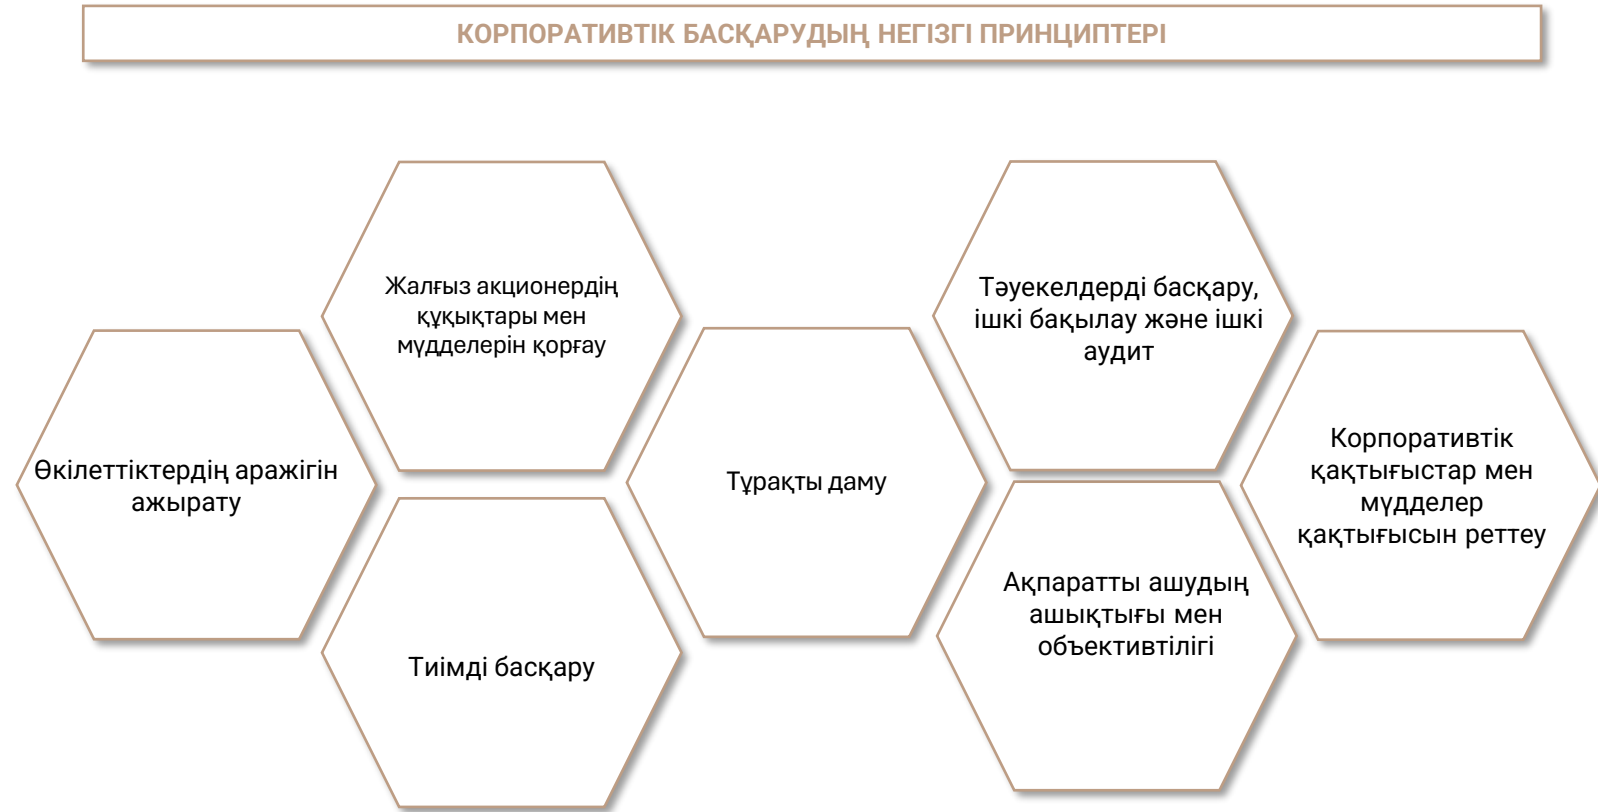 КОРПОРАТИВТІК БАСҚАРУДЫҢ НЕГІЗГІ ПРИНЦИПТЕРІ
Өкілеттіктердің аражігін
ажырату
Жалғыз акционердің
құқықтары мен
мүдделерін қорғау
Тиімді басқару
Тұрақты даму
Тәуекелдерді басқару,
ішкі бақылау және ішкі
аудит
Ақпаратты ашудың
ашықтығы мен
объективтілігі
Корпоративтік
қақтығыстар мен
мүдделер
қақтығысын реттеу